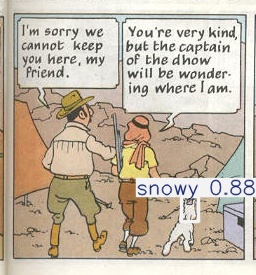 I'm sorry we
cannot keep
you here, my
friend.
You're very kind,
but the captain
of the dhow
will be wonder-
ing where I am.
snowy 0.88